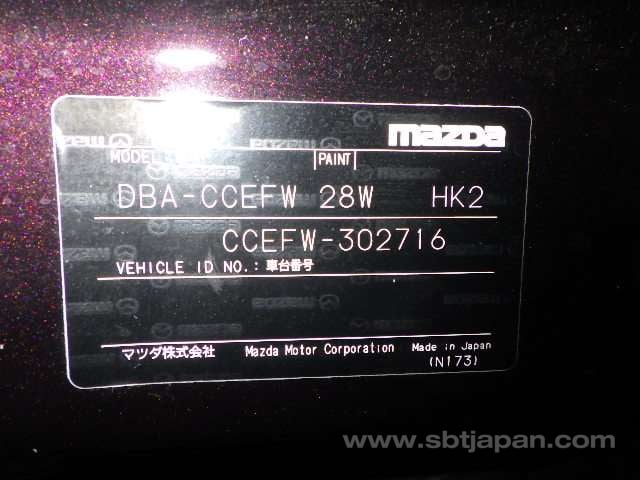 mazda
MODEL PAINT
DBA-CCEFW 28W HK2
CCEFW-302716
VEHICLE ID NO.: 車台番号
マツダ株式会社 Mazda Motor Corporation Made in Japan
(N173)
www.sbtjapan.com